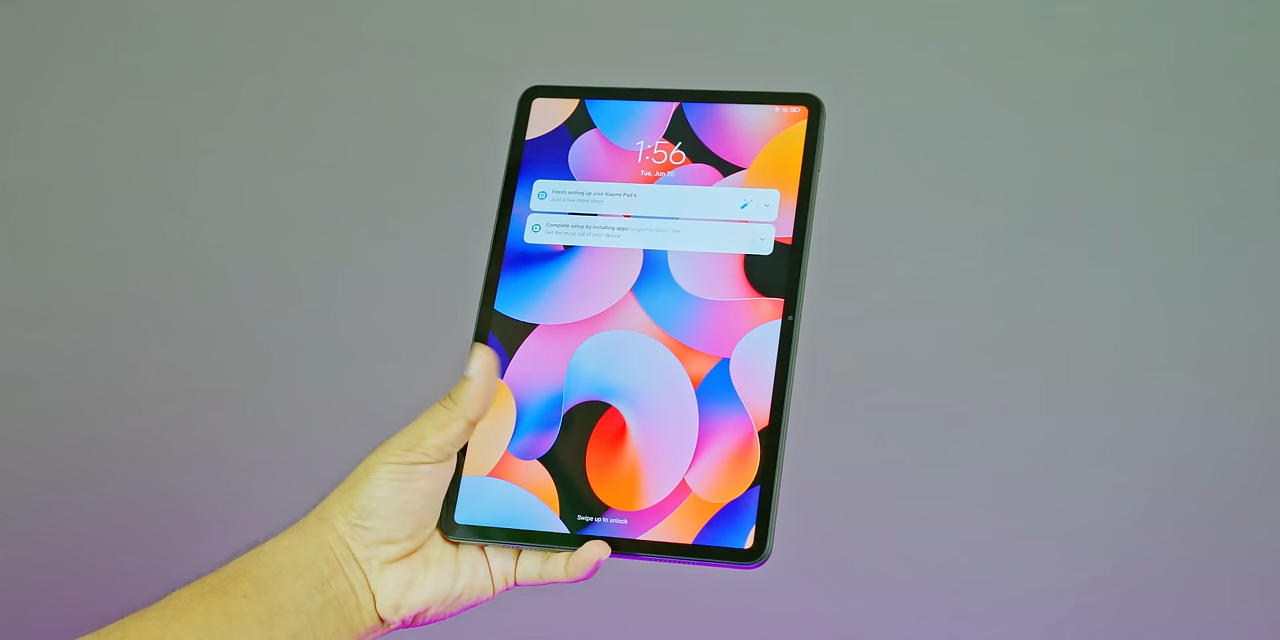 1:56
Tue, Jun 20
Finish setting up your Xiaomi Pad 6
Just a few more steps
Complete setup by installing apps
Get the most out of your device
Swipe up to unlock